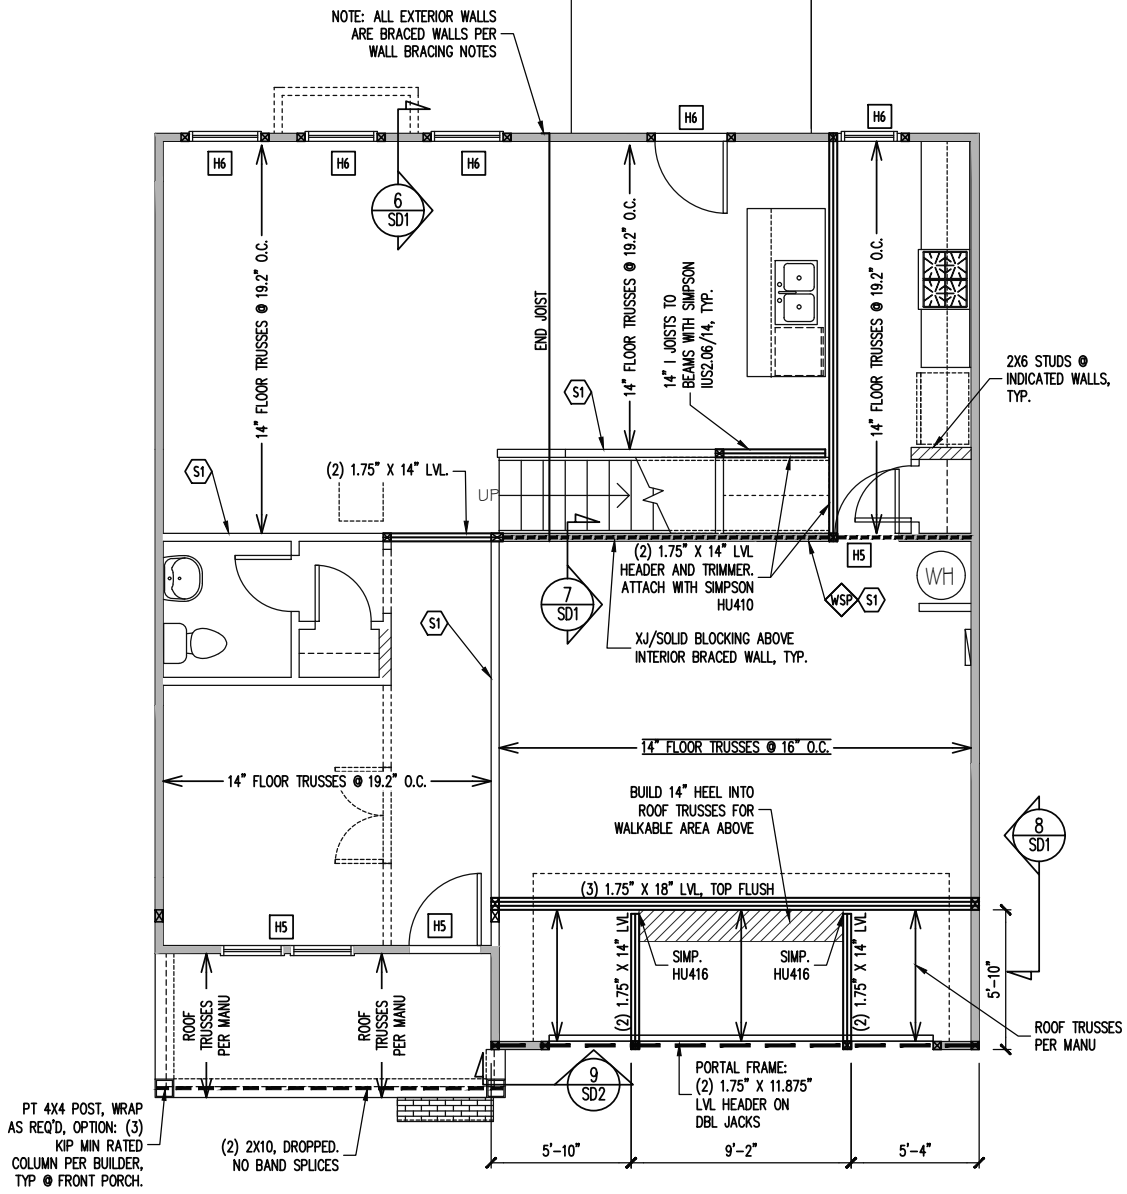 NOTE: ALL EXTERIOR WALLS
ARE BRACED WALLS PER
WALL BRACING NOTES
H6
H6
H6
H6
H6
6
SD1
14" FLOOR TRUSSES @ 19.2" O.C.
END JOIST
14" FLOOR TRUSSES @ 19.2" O.C.
14" I JOISTS TO
BEAMS WITH SIMPSON
IUS2.06/14, TYP.
14" FLOOR TRUSSES @ 19.2" O.C.
2X6 STUDS @
INDICATED WALLS,
TYP.
S1
S1
(2) 1.75" X 14" LVL.
UP
(2) 1.75" X 14" LVL
HEADER AND TRIMMER.
ATTACH WITH SIMPSON
HU410
H5
WH
7
SD1
WSP
S1
S1
XJ/SOLID BLOCKING ABOVE
INTERIOR BRACED WALL, TYP.
14" FLOOR TRUSSES @ 16" O.C.
14" FLOOR TRUSSES @ 19.2" O.C.
BUILD 14" HEEL INTO
ROOF TRUSSES FOR
WALKABLE AREA ABOVE
8
SD1
(3) 1.75" X 18" LVL, TOP FLUSH
H5
H5
(2) 1.75" X 14" LVL
SIMP.
HU416
SIMP.
HU416
(2) 1.75" X 14" LVL
5'-10"
ROOF
TRUSSES
PER MANU
ROOF
TRUSSES
PER MANU
ROOF TRUSSES
PER MANU
9
SD2
PORTAL FRAME:
(2) 1.75" X 11.875"
LVL HEADER ON
DBL JACKS
PT 4X4 POST, WRAP
AS REQ'D, OPTION: (3)
KIP MIN RATED
COLUMN PER BUILDER,
TYP @ FRONT PORCH.
(2) 2X10, DROPPED.
NO BAND SPLICES
5'-10"
9'-2"
5'-4"